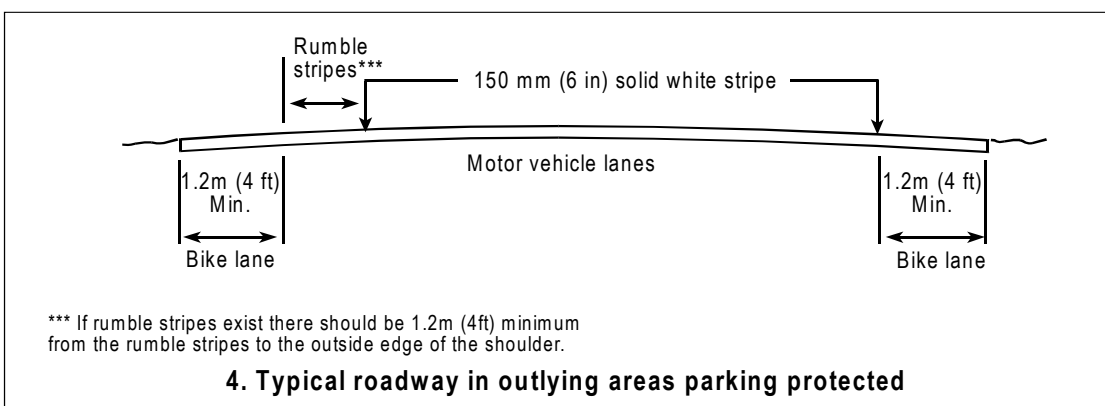 Rumble
stripes***
150 mm (6 in) solid white stripe
Motor vehicle lanes
1.2m (4 ft)
Min.
Bike lane
1.2m (4 ft)
Min.
Bike lane
*** If rumble stripes exist there should be 1.2m (4ft) minimum
from the rumble stripes to the outside edge of the shoulder.
4. Typical roadway in outlying areas parking protected